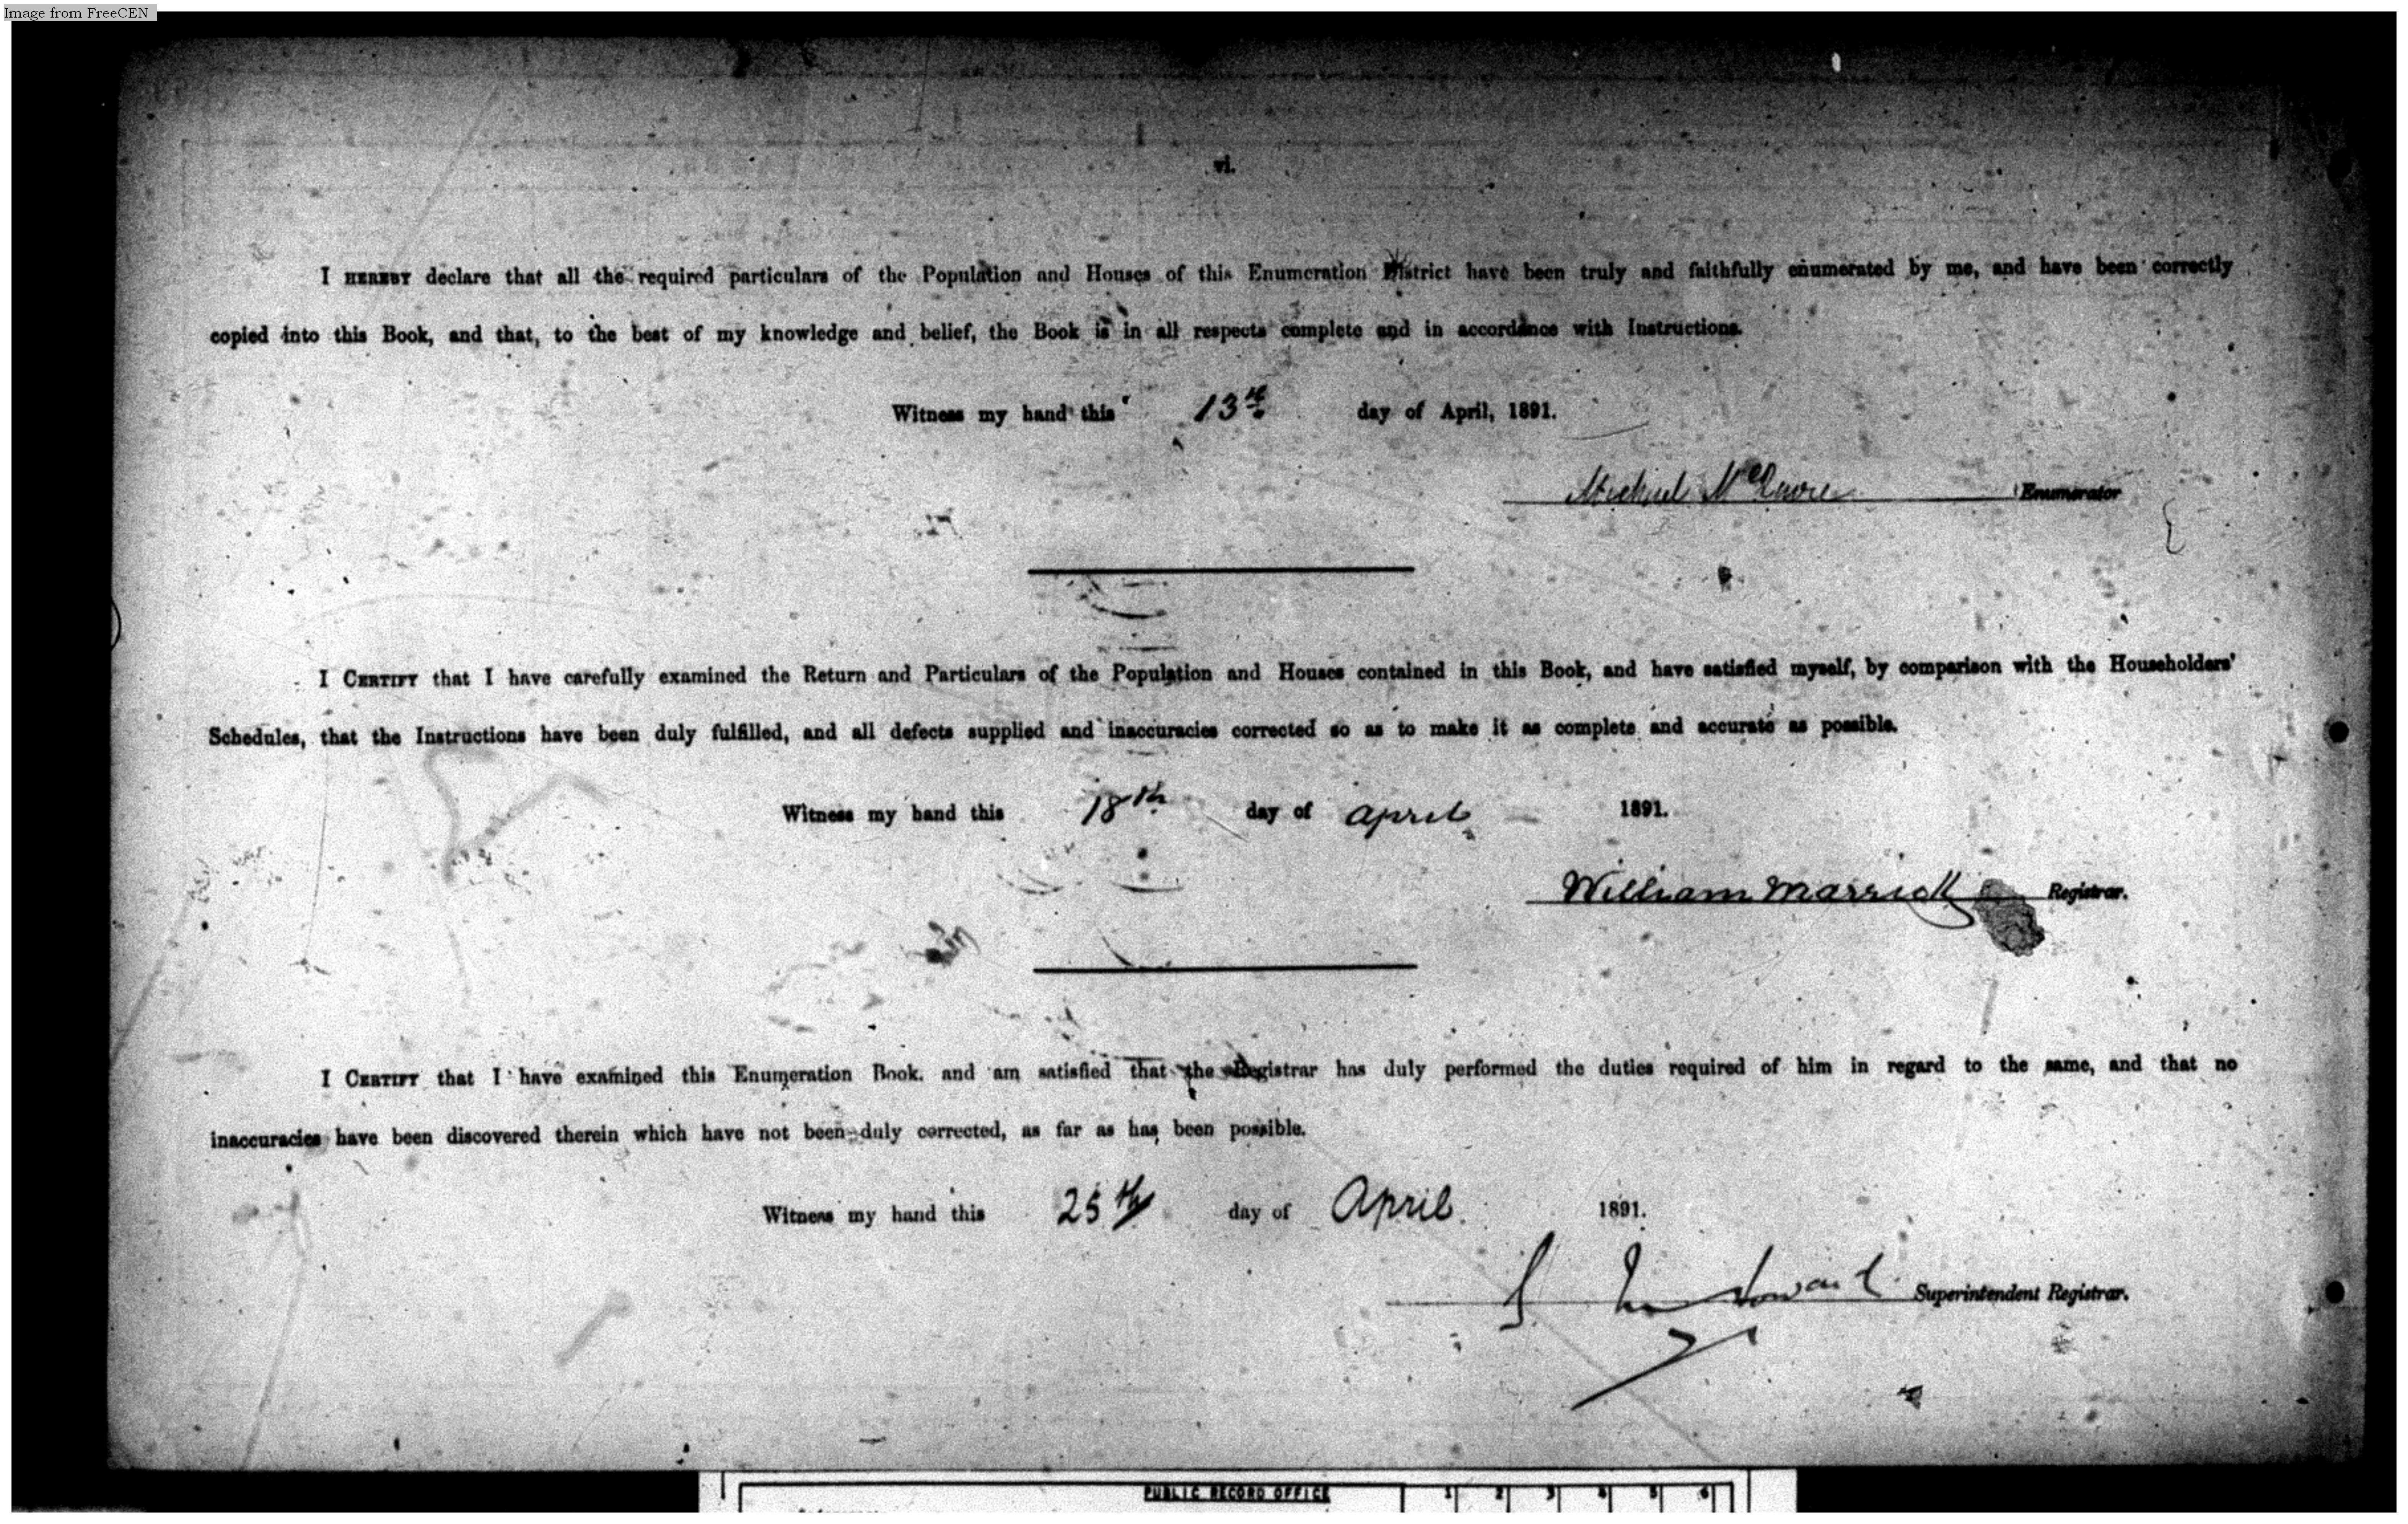 Image from FreeCEN
vi.
I HEREBY declare that all the required particulars of the Population and Houses of this Enumeration District have been truly and faithfully enumerated by me, and have been correctly
copied into this Book, and that, to the best of my knowledge and belief, the Book is in all respects complete and in accordance with Instructions.
Witness my hand this 13th day of April, 1891.
Michael Enumerator
I CERTIFY that I have carefully examined the Return and Particulars of the Population and Houses contained in this Book, and have satisfied myself, by comparison with the Householders'
Schedules, that the Instructions have been duly fulfilled, and all defects supplied and inaccuracies corrected so as to make it as complete and accurate as possible.
Witness my hand this 18th day of April 1891.
William Marrick Registrar.
I CERTIFY that I have examined this Enumeration Book. and am satisfied that the Registrar has duly performed the duties required of him in regard to the same, and that no
inaccuracies have been discovered therein which have not been duly corrected, as far as has been possible.
Witness my hand this 25th day of April 1891.
Superintendent Registrar.
PUBLIC RECORD OFFICE 1 2 3 4 5 6